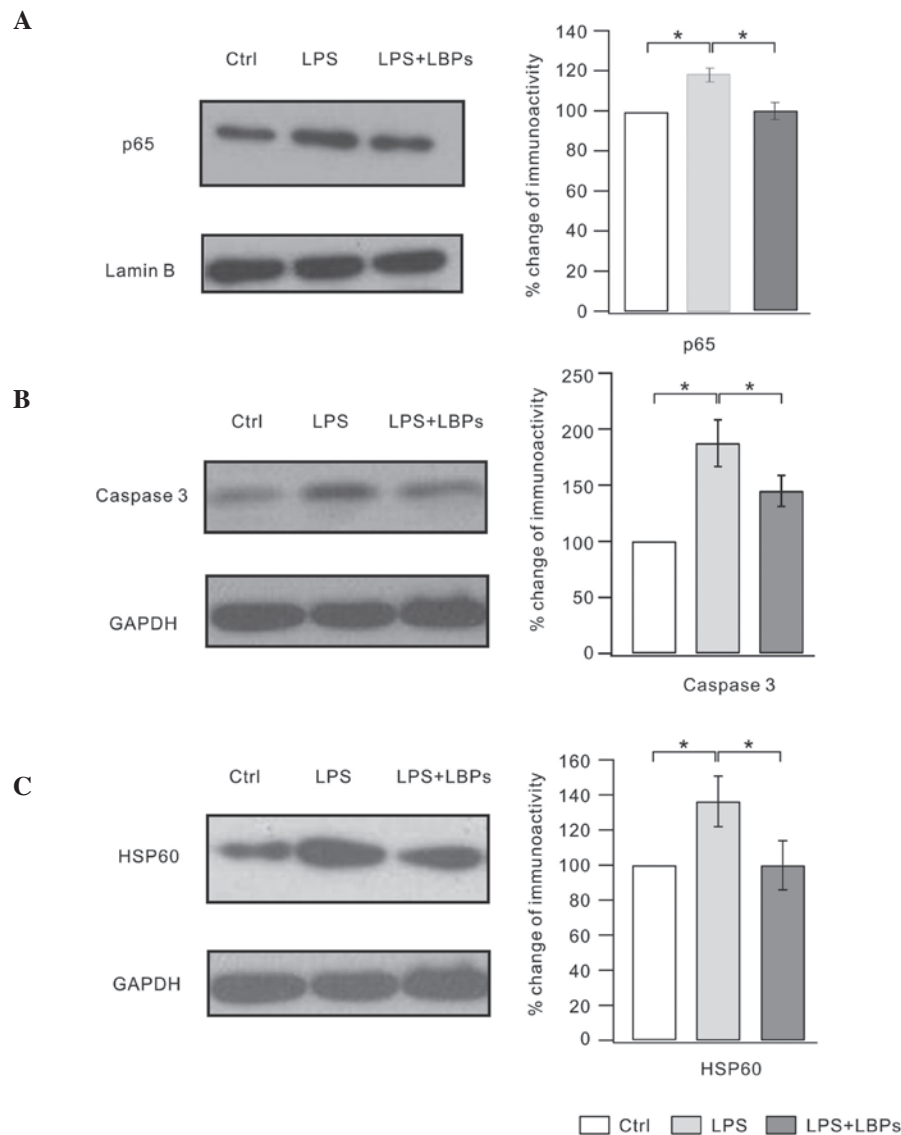 A
Ctrl LPS LPS+LBPs
p65
Lamin B
% change of immunoactivity
140
120
100
80
60
40
20
0
* *
p65
B
Ctrl LPS LPS+LBPs
Caspase 3
GAPDH
% change of immunoactivity
250
200
150
100
50
0
* *
Caspase 3
C
Ctrl LPS LPS+LBPs
HSP60
GAPDH
% change of immunoactivity
160
140
120
100
80
60
40
20
0
* *
HSP60
Ctrl LPS LPS+LBPs